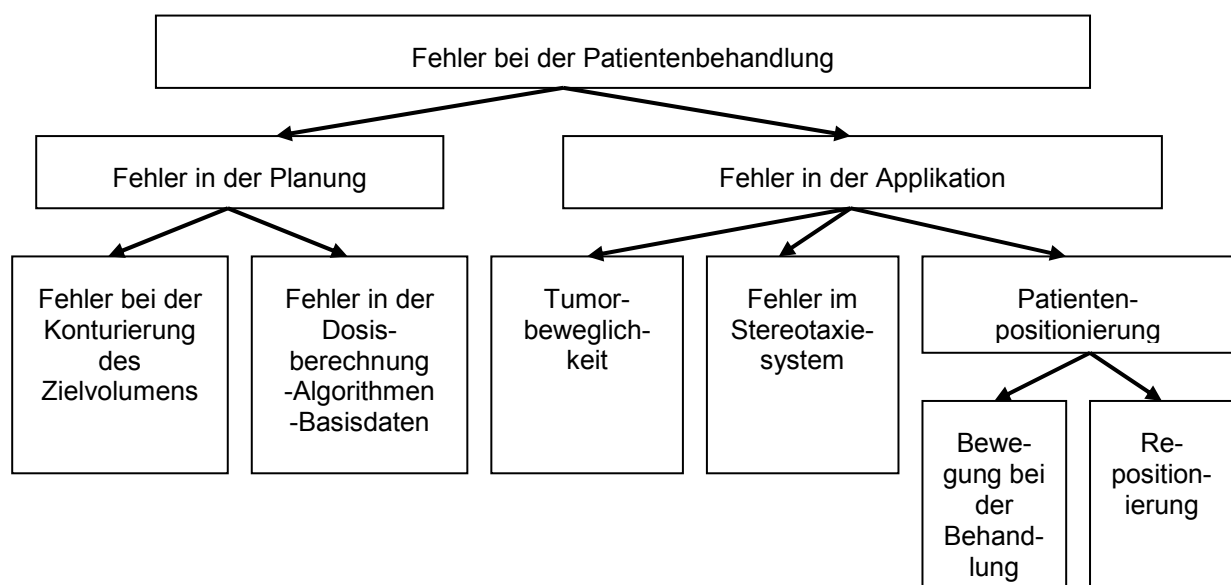 Fehler bei der Patientenbehandlung
Fehler in der Planung
Fehler in der Applikation
Fehler bei der
Konturierung
des
Zielvolumens
Fehler in der
Dosis-
berechnung
-Algorithmen
-Basisdaten
Tumor-
beweglich-
keit
Fehler im
Stereotaxie-
system
Patienten-
positionierung
Bewe-
gung bei
der
Behand-
lung
Re-
position-
ierung